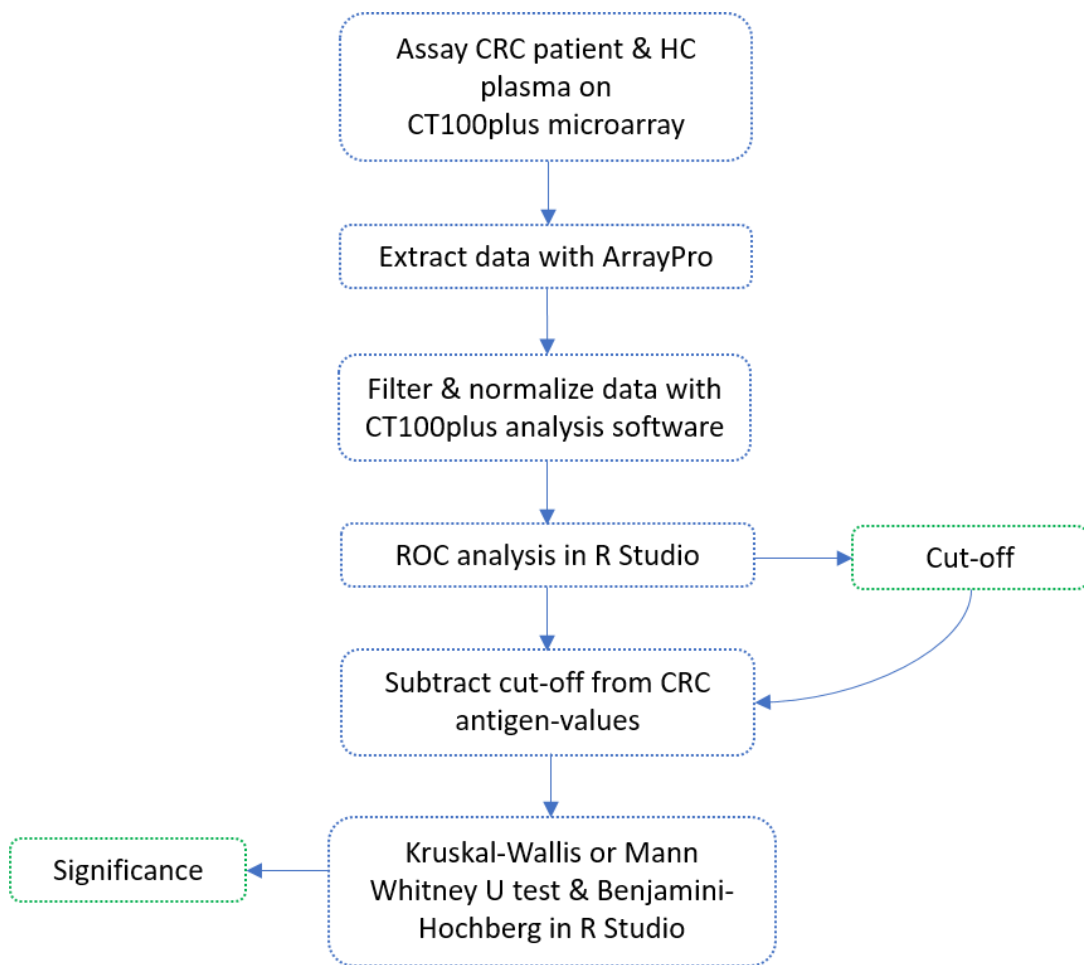 Assay CRC patient & HC
plasma on
CT100plus microarray
Extract data with ArrayPro
Filter & normalize data with
CT100plus analysis software
ROC analysis in R Studio
Cut-off
Subtract cut-off from CRC
antigen-values
Kruskal-Wallis or Mann
Whitney U test & Benjamini-
Hochberg in R Studio
Significance